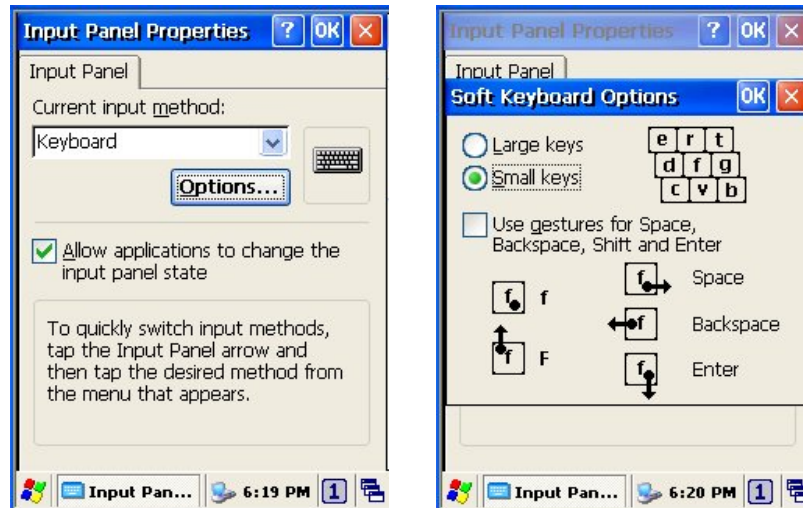 Input Panel Properties ? OK
Input Panel
Current input method:
Keyboard
Options...
Allow applications to change the
input panel state
To quickly switch input methods,
tap the Input Panel arrow and
then tap the desired method from
the menu that appears.
Input Pan... 6:19 PM 1
Input Panel Properties ? OK
Input Panel
Soft Keyboard Options OK
Large keys
Small keys
e r t
d f g
c v b
Use gestures for Space,
Backspace, Shift and Enter
f f
f F
f Space
f Backspace
f Enter
Input Pan... 6:20 PM 1